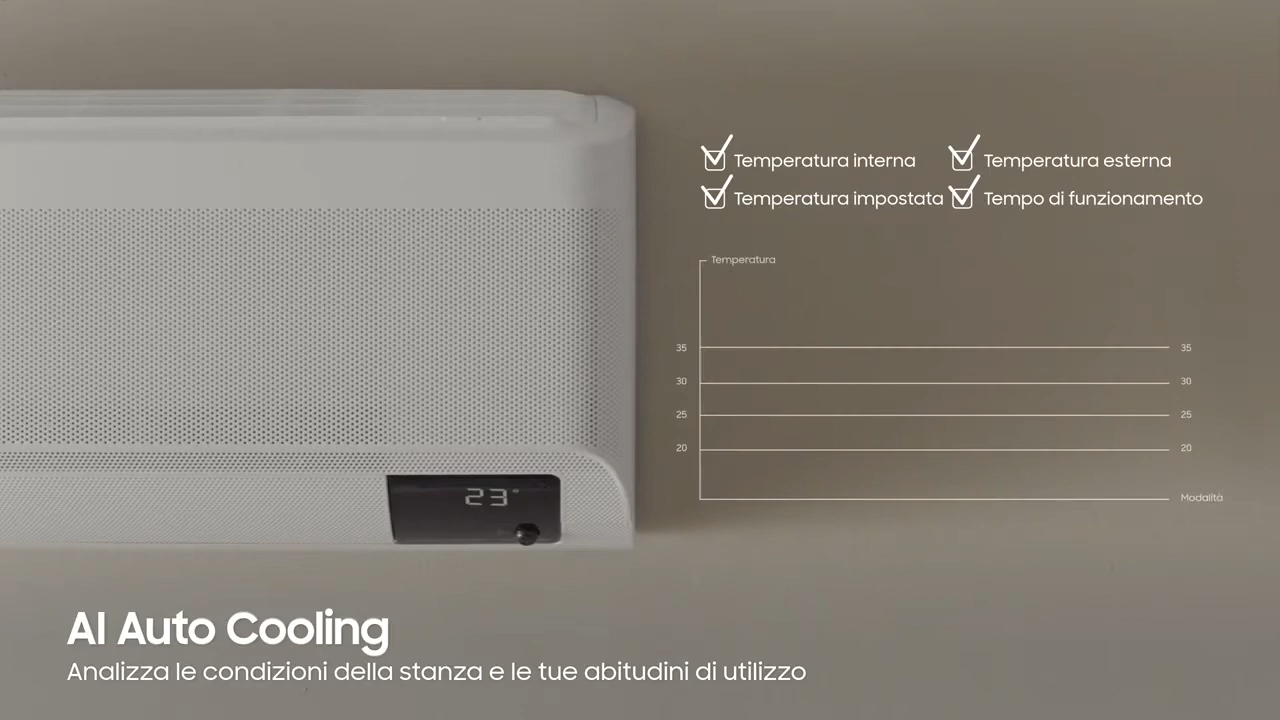 Temperatura interna
Temperatura esterna
Temperatura impostata
Tempo di funzionamento
Temperatura
35 35
30 30
25 25
20 20
Modalità
23°
AI Auto Cooling
Analizza le condizioni della stanza e le tue abitudini di utilizzo